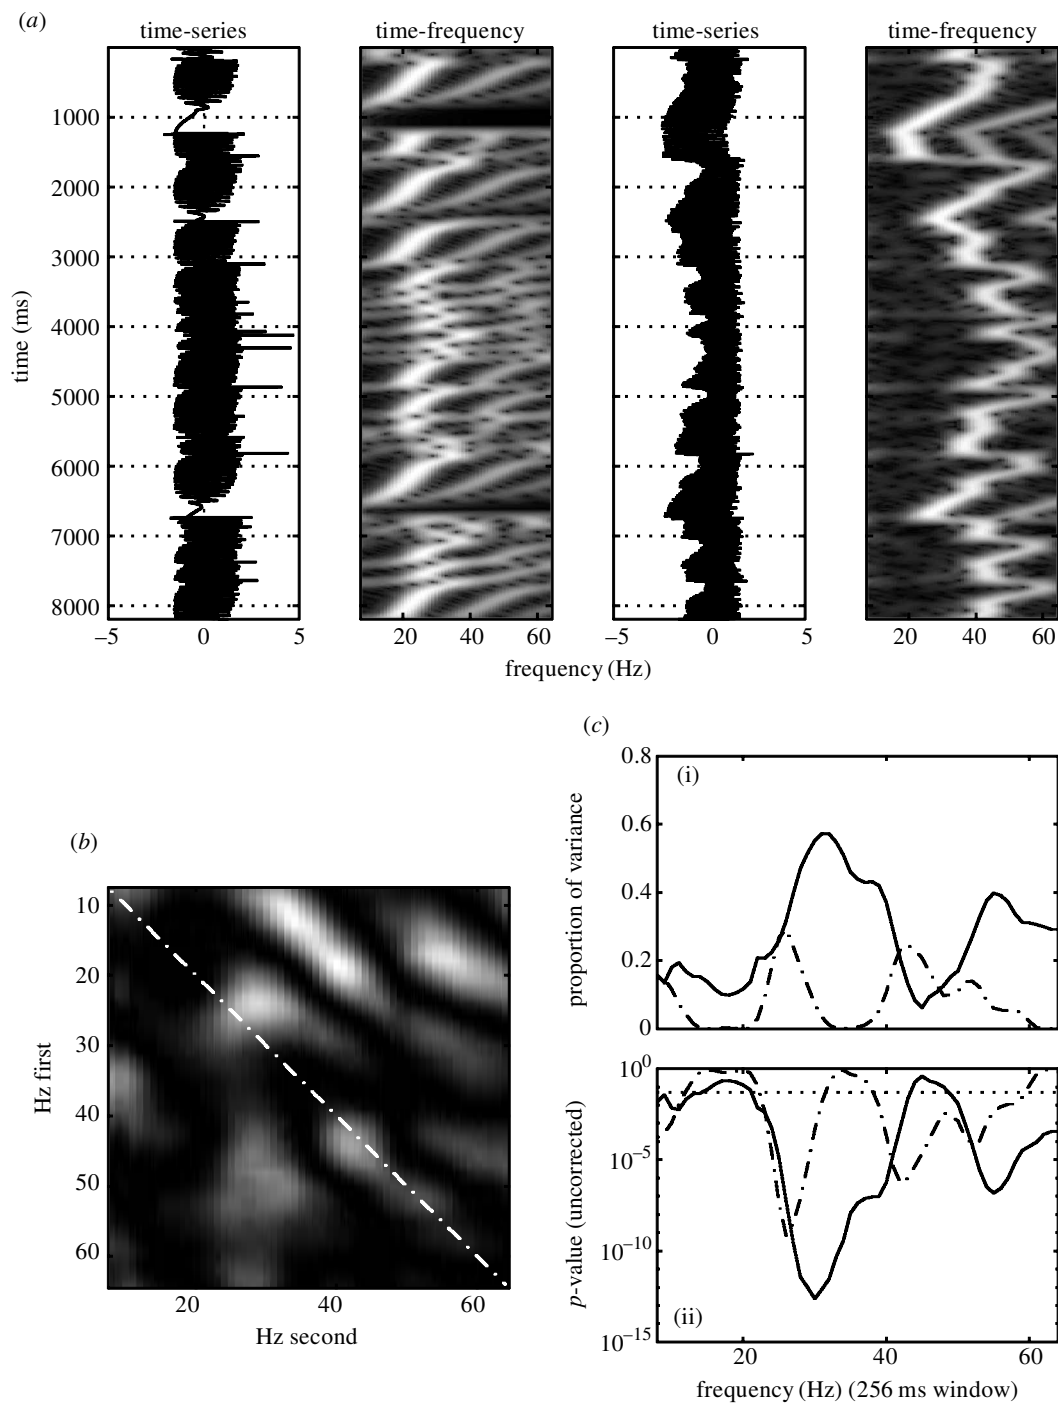 (a)
time-series
time-frequency
time-series
time-frequency
time (ms)
1000
2000
3000
4000
5000
6000
7000
8000
–5 0 5
20 40 60
–5 0 5
20 40 60
frequency (Hz)
(b)
Hz first
10
20
30
40
50
60
20 40 60
Hz second
(c)
(i)
proportion of variance
0.8
0.6
0.4
0.2
0
(ii)
p-value (uncorrected)
10^0
10^–5
10^–10
10^–15
20 40 60
frequency (Hz) (256 ms window)